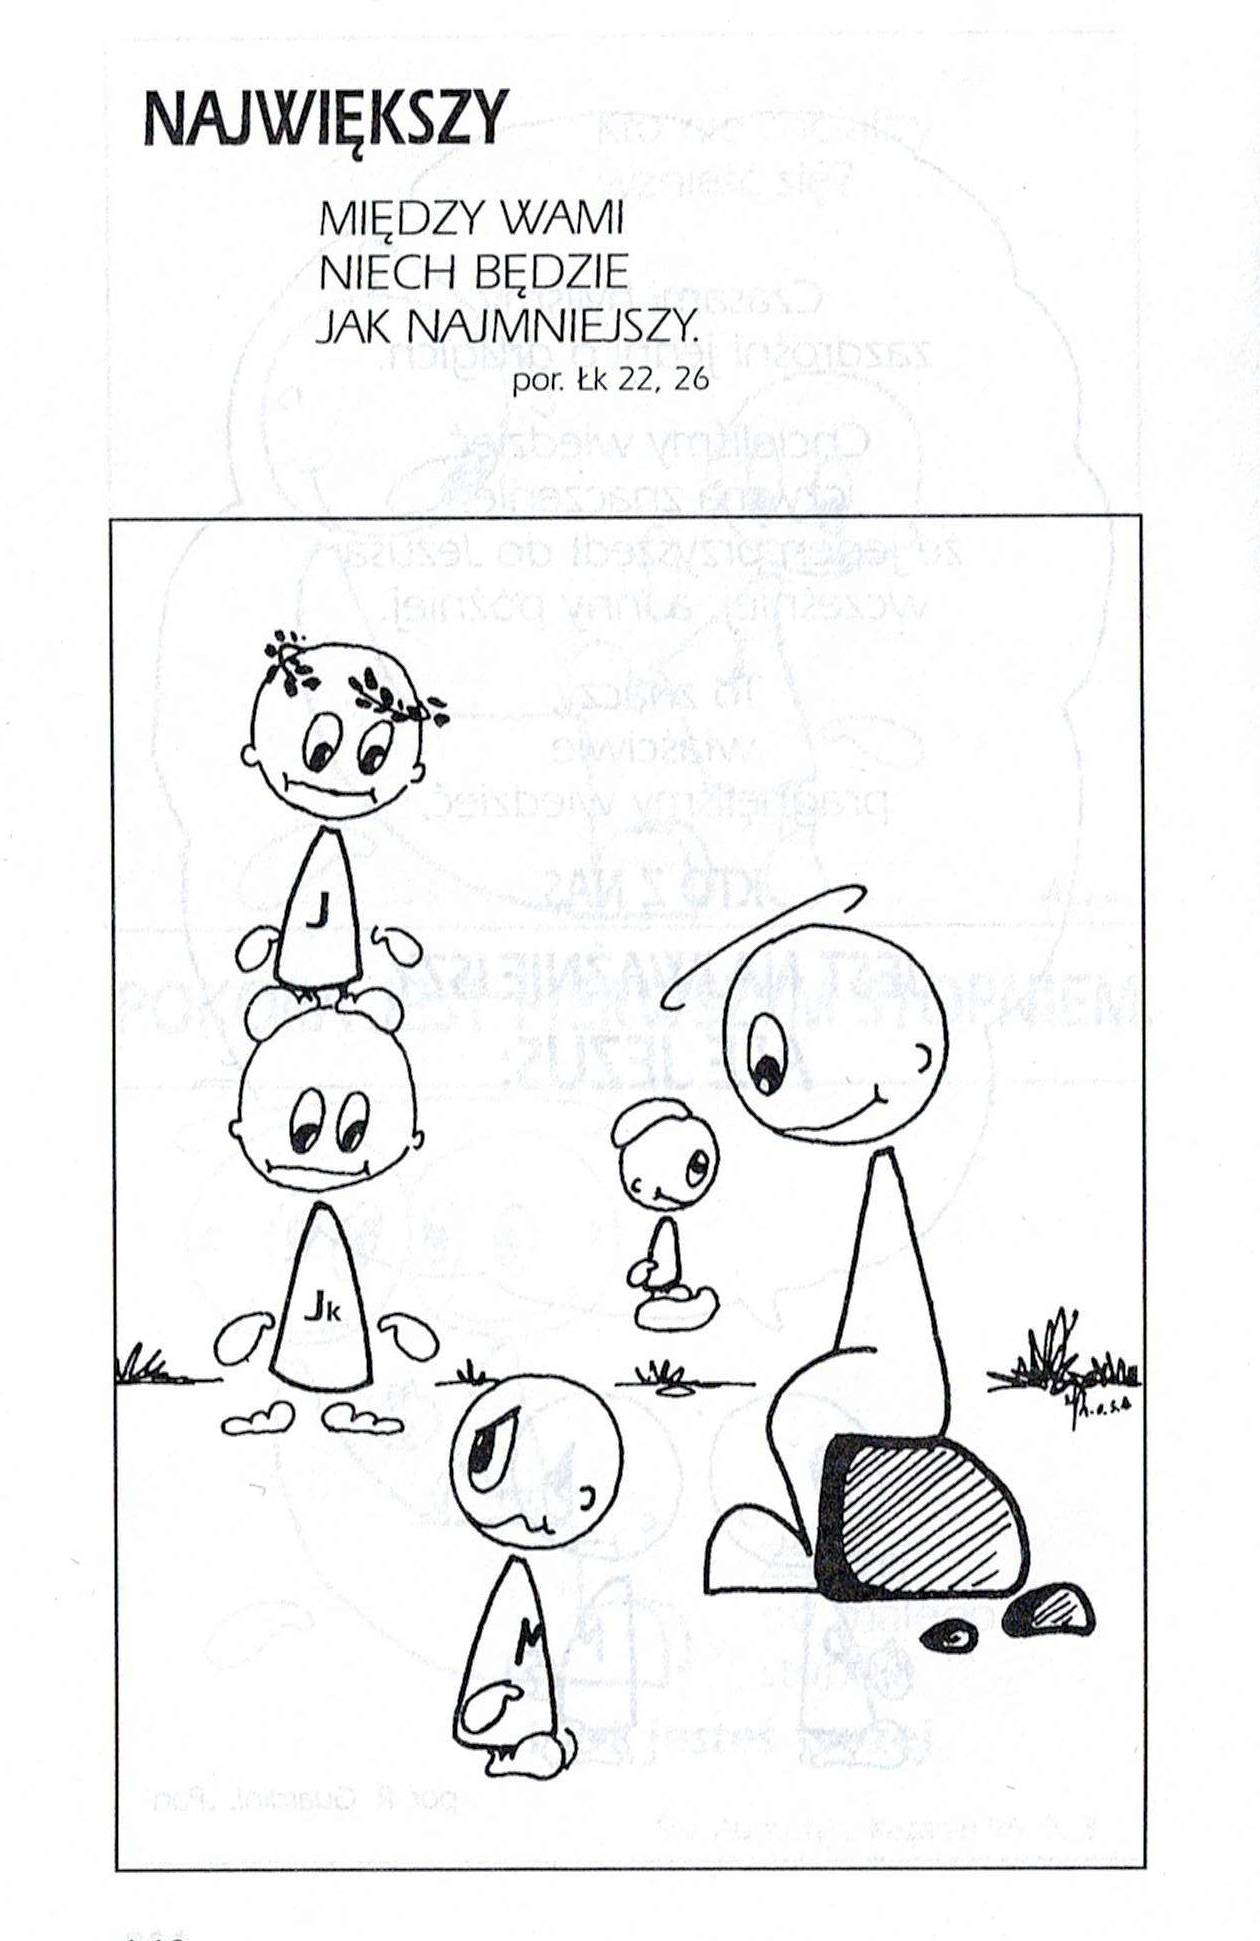 NAJWIĘKSZY
MIĘDZY WAMI
NIECH BĘDZIE
JAK NAJMNIEJSZY.
por. Łk 22, 26
J
Jk
M